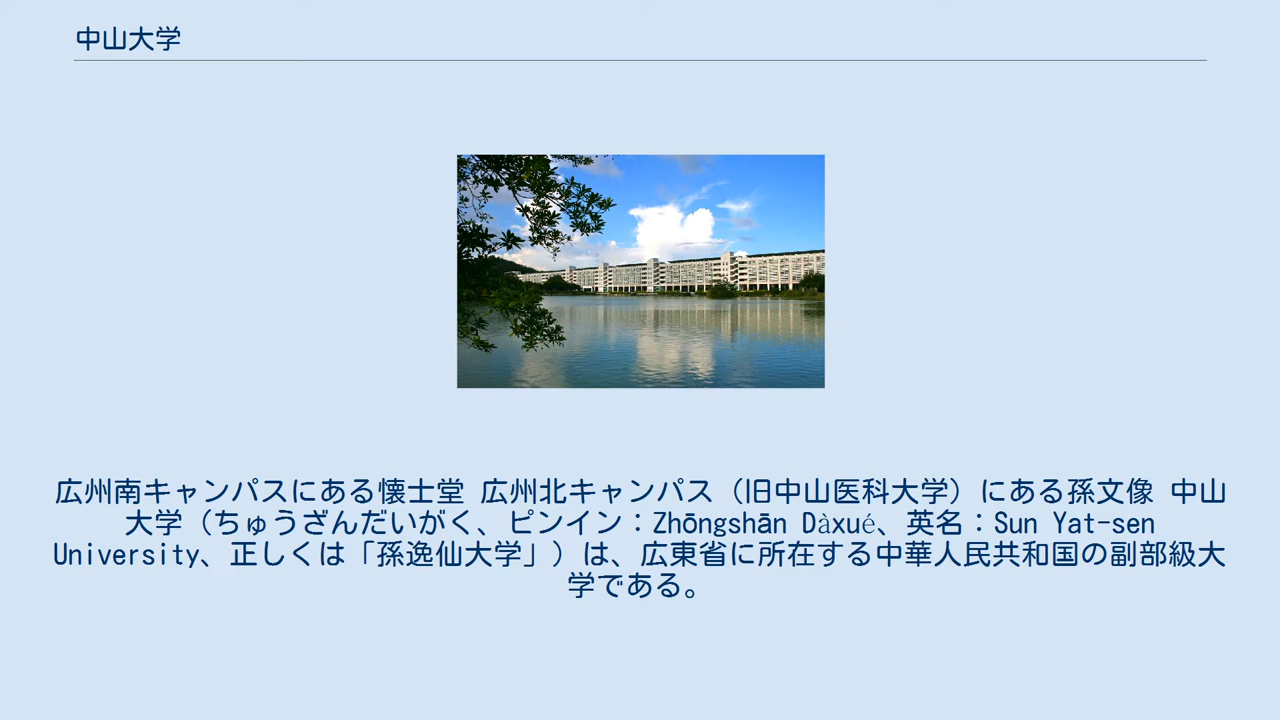 中山大学
広州南キャンパスにある懐士堂 広州北キャンパス（旧中山医科大学）にある孫文像 中山
大学（ちゅうざんだいがく、ピンイン：Zhōngshān Dàxué、英名：Sun Yat-sen
University、正しくは「孫逸仙大学」）は、広東省に所在する中華人民共和国の副部級大
学である。